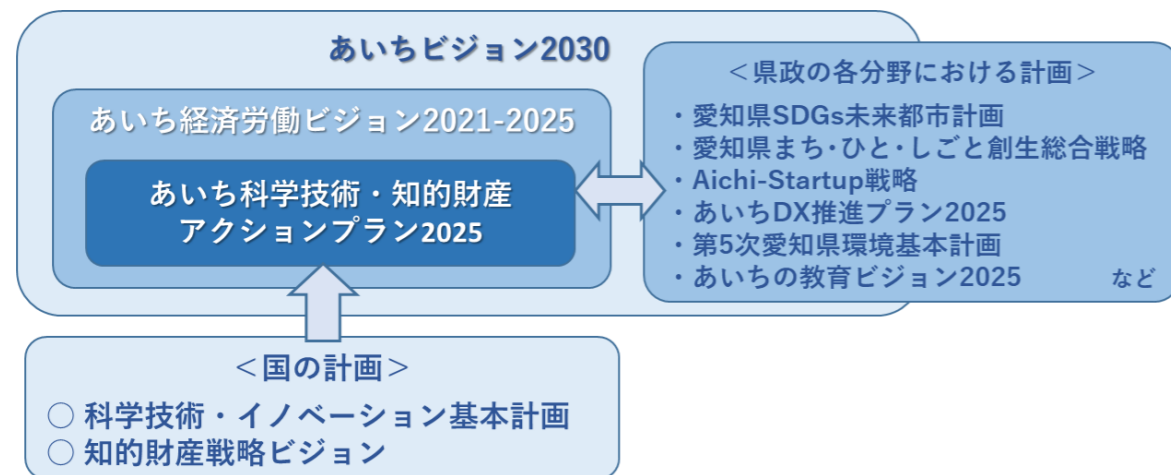 あいちビジョン2030
あいち経済労働ビジョン2021-2025
あいち科学技術・知的財産
アクションプラン2025
＜県政の各分野における計画＞
・愛知県SDGs未来都市計画
・愛知県まち･ひと･しごと創生総合戦略
・Aichi-Startup戦略
・あいちDX推進プラン2025
・第5次愛知県環境基本計画
・あいちの教育ビジョン2025 など
＜国の計画＞
○ 科学技術・イノベーション基本計画
○ 知的財産戦略ビジョン